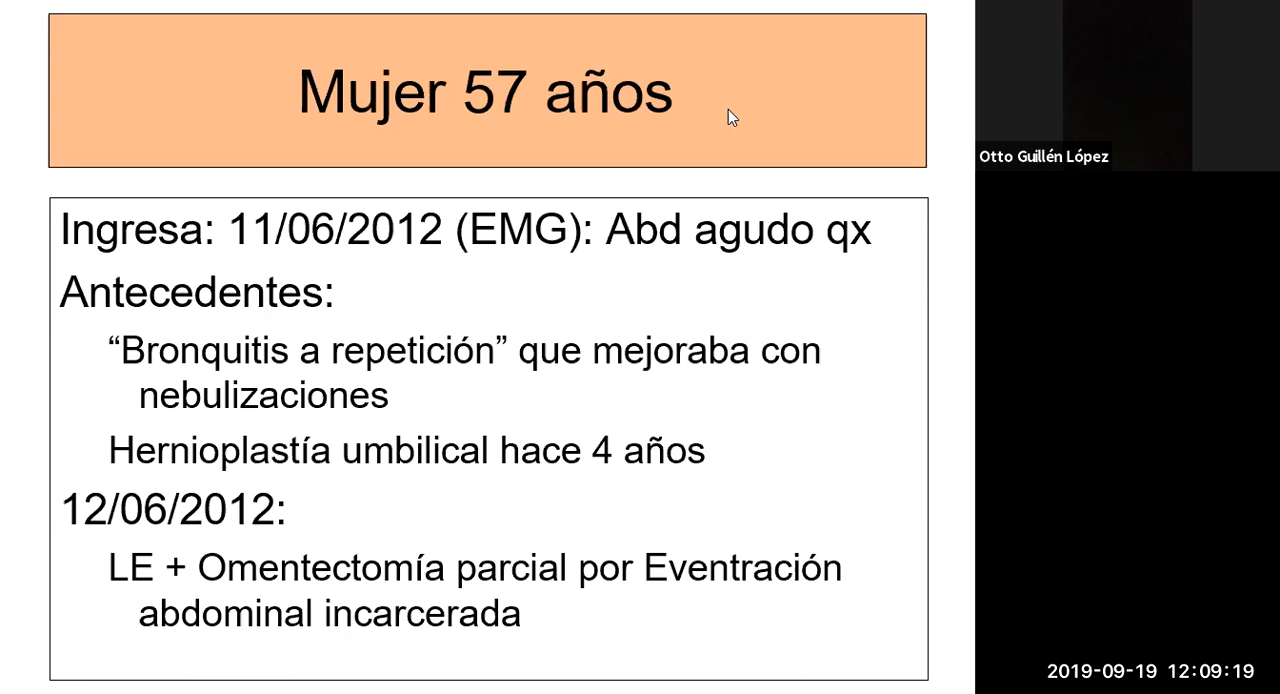 Mujer 57 años
Ingresa: 11/06/2012 (EMG): Abd agudo qx
Antecedentes:
“Bronquitis a repetición” que mejoraba con
nebulizaciones
Hernioplastía umbilical hace 4 años
12/06/2012:
LE + Omentectomía parcial por Eventración
abdominal incarcerada
Otto Guillén López
2019-09-19 12:09:19